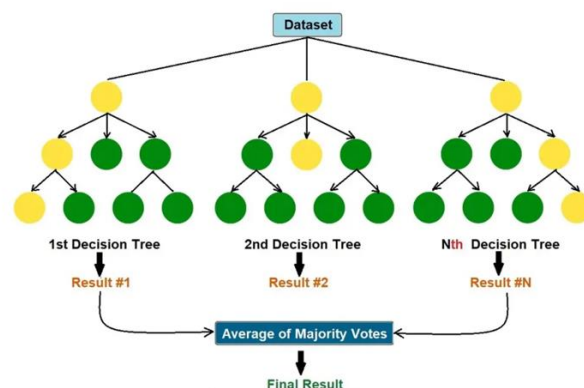 Dataset
1st Decision Tree
2nd Decision Tree
Nth Decision Tree
Result #1
Result #2
Result #N
Average of Majority Votes
Final Result